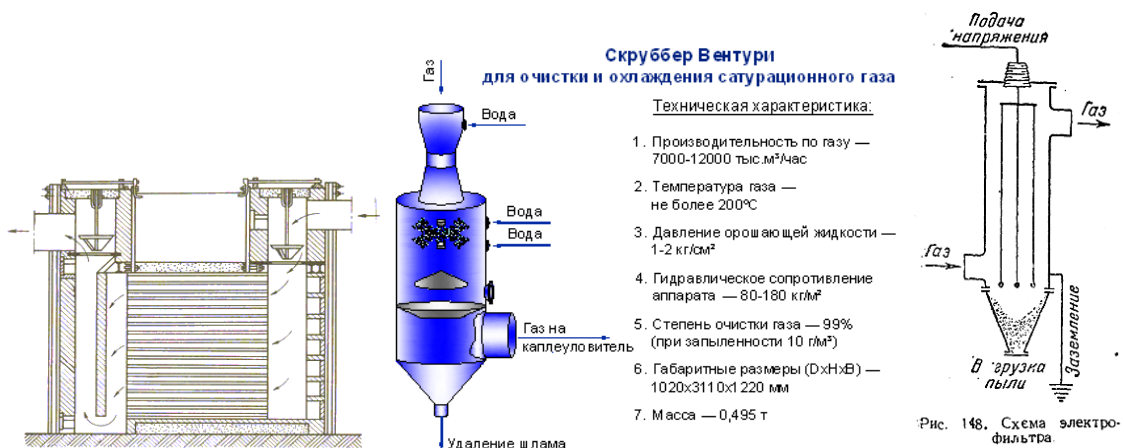 Скруббер Вентури
для очистки и охлаждения сатурационного газа
Газ
Вода
Вода
Вода
Газ на
каплеуловитель
Удаление шлама
Техническая характеристика:
1. Производительность по газу —
7000-12000 тыс.м³/час
2. Температура газа —
не более 200ºС
3. Давление орошающей жидкости —
1-2 кг/см²
4. Гидравлическое сопротивление
аппарата — 80-180 кг/м²
5. Степень очистки газа — 99%
(при запыленности 10 г/м³)
6. Габаритные размеры (DxHxB) —
1020х3110х1220 мм
7. Масса — 0,495 т
Подача
напряжения
Газ
Газ
Заземление
В грузка
пыли
Рис. 148. Схема электро-
фильтра.